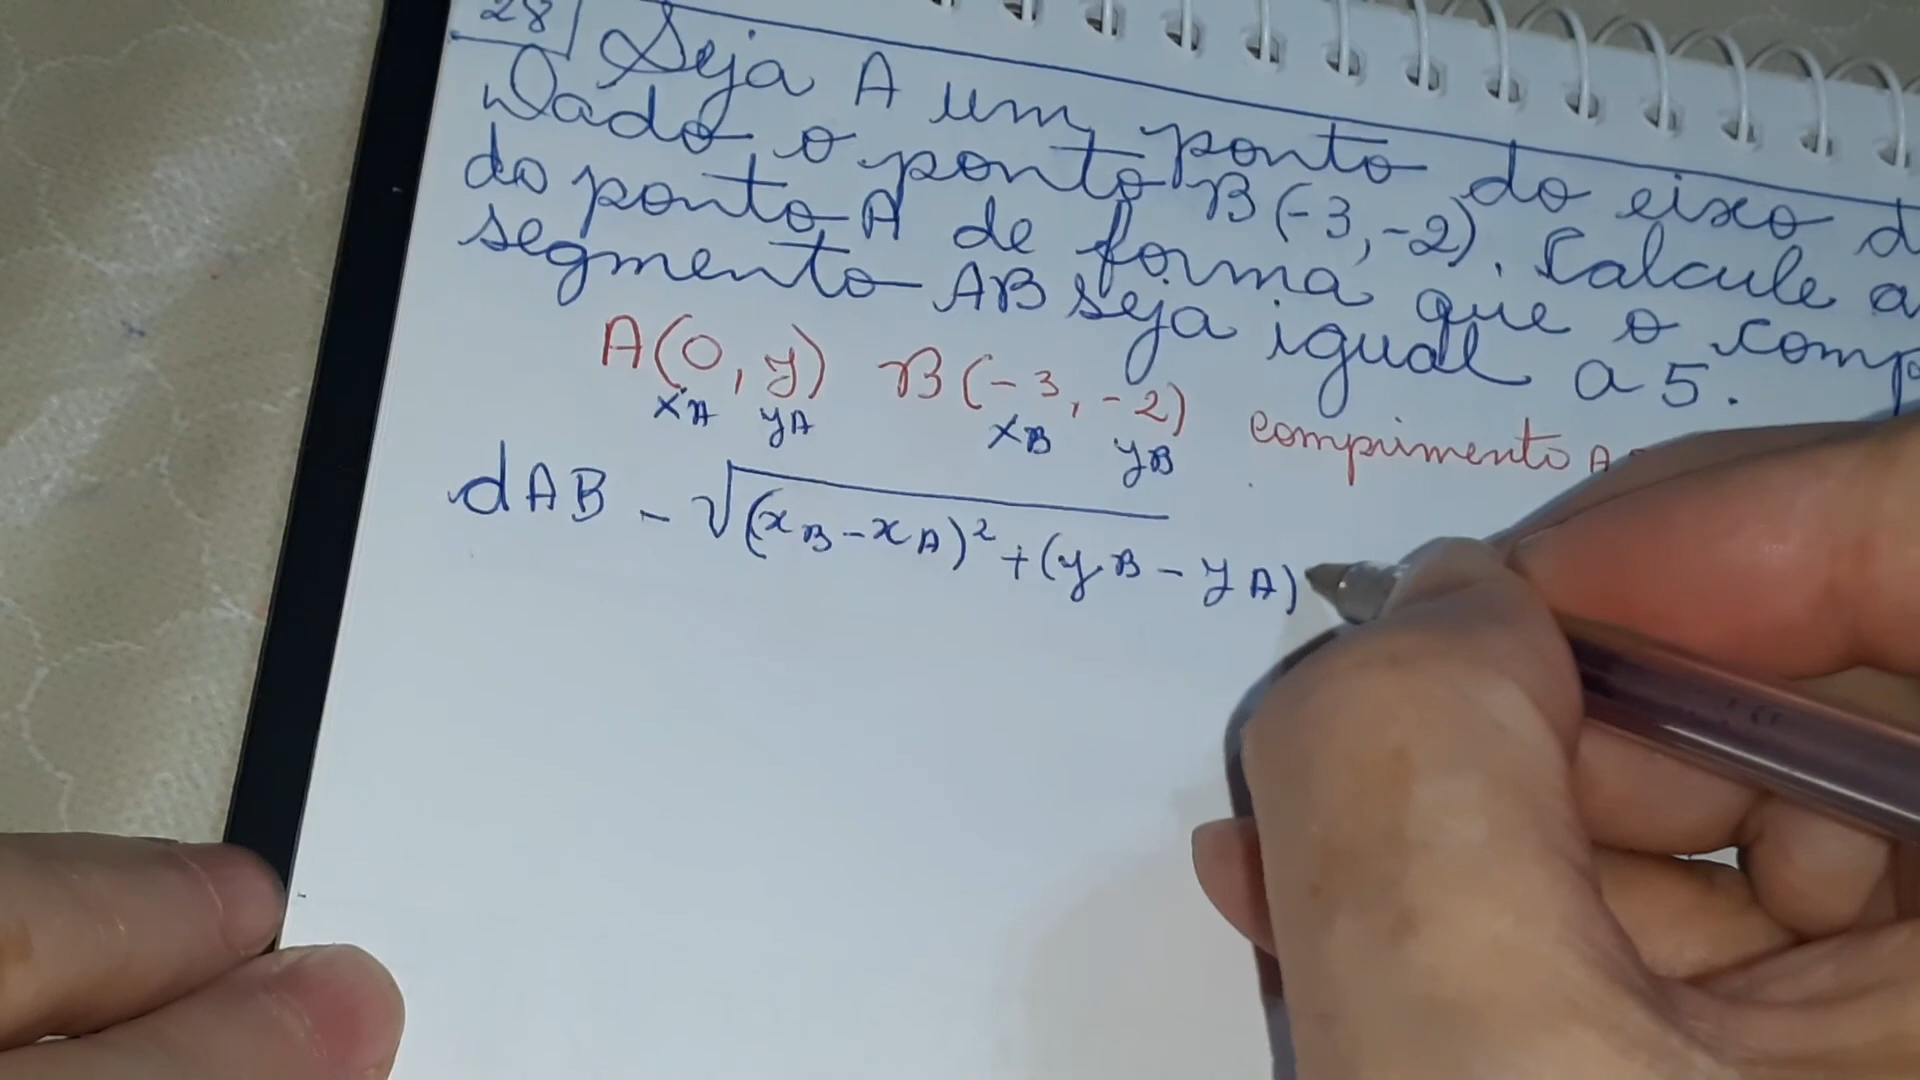 28
Seja A um ponto do eixo
Dado o ponto B(-3,-2). Calcule a
do ponto A de forma que o
segmento AB seja igual a 5.
A(0, y) B(-3, -2)
xA yA xB yB comprimento
dAB - √(xB-xA)²+(yB-yA)